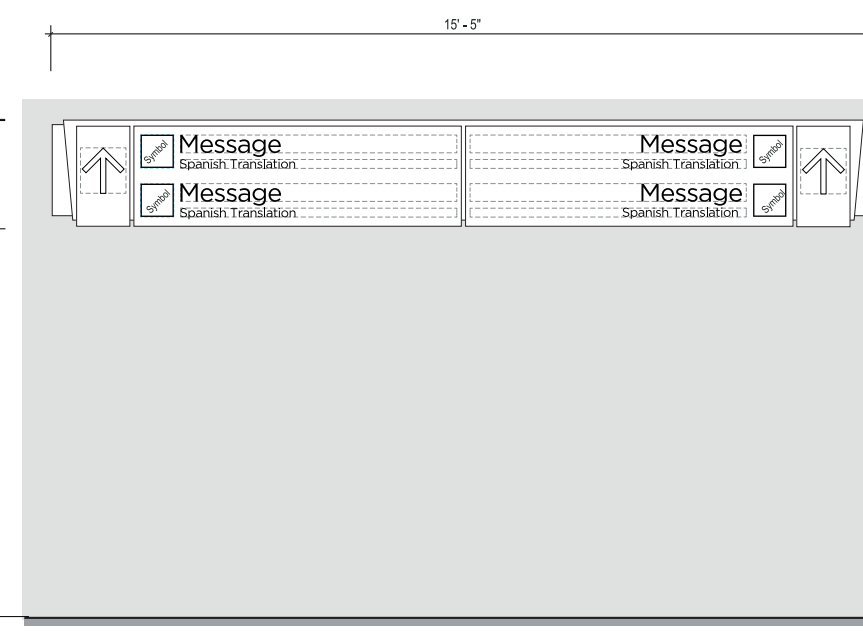 15' - 5"
Symbol Message Message Symbol
Spanish Translation Spanish Translation
Symbol Message Message Symbol
Spanish Translation Spanish Translation